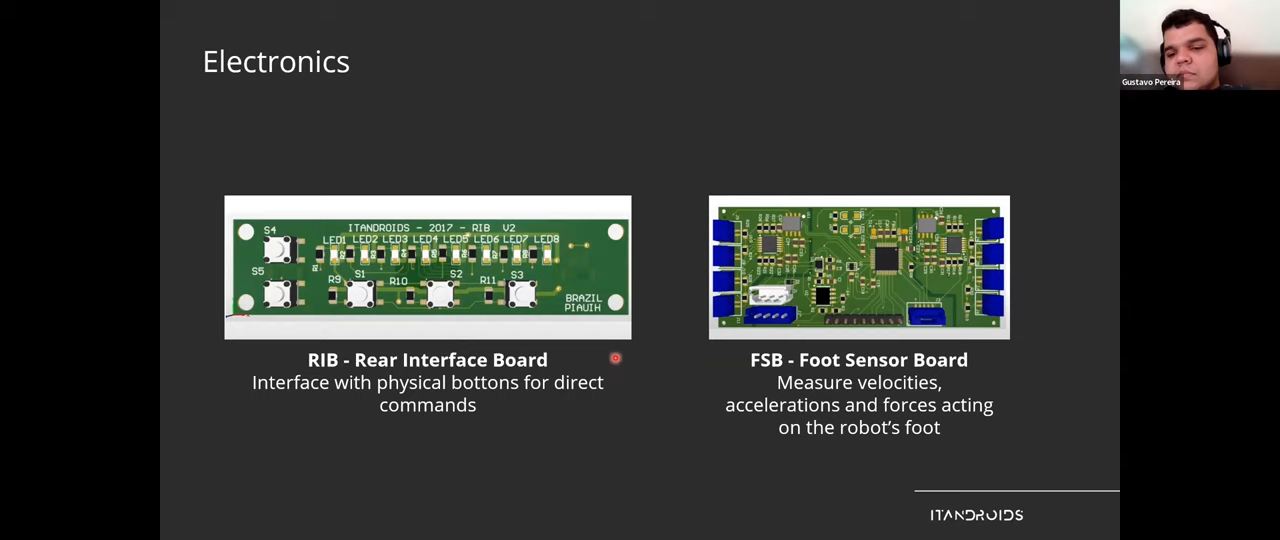 Electronics
Gustavo Pereira
ITANDROIDS - 2017 - RIB V2
S4
LED1 LED2 LED3 LED4 LED5 LED6 LED7 LED8
S5
S1
S2
S3
R9
R10
R11
BRAZIL
PIAUIH
RIB - Rear Interface Board
Interface with physical bottons for direct
commands
FSB - Foot Sensor Board
Measure velocities,
accelerations and forces acting
on the robot's foot
ITANDROIDS